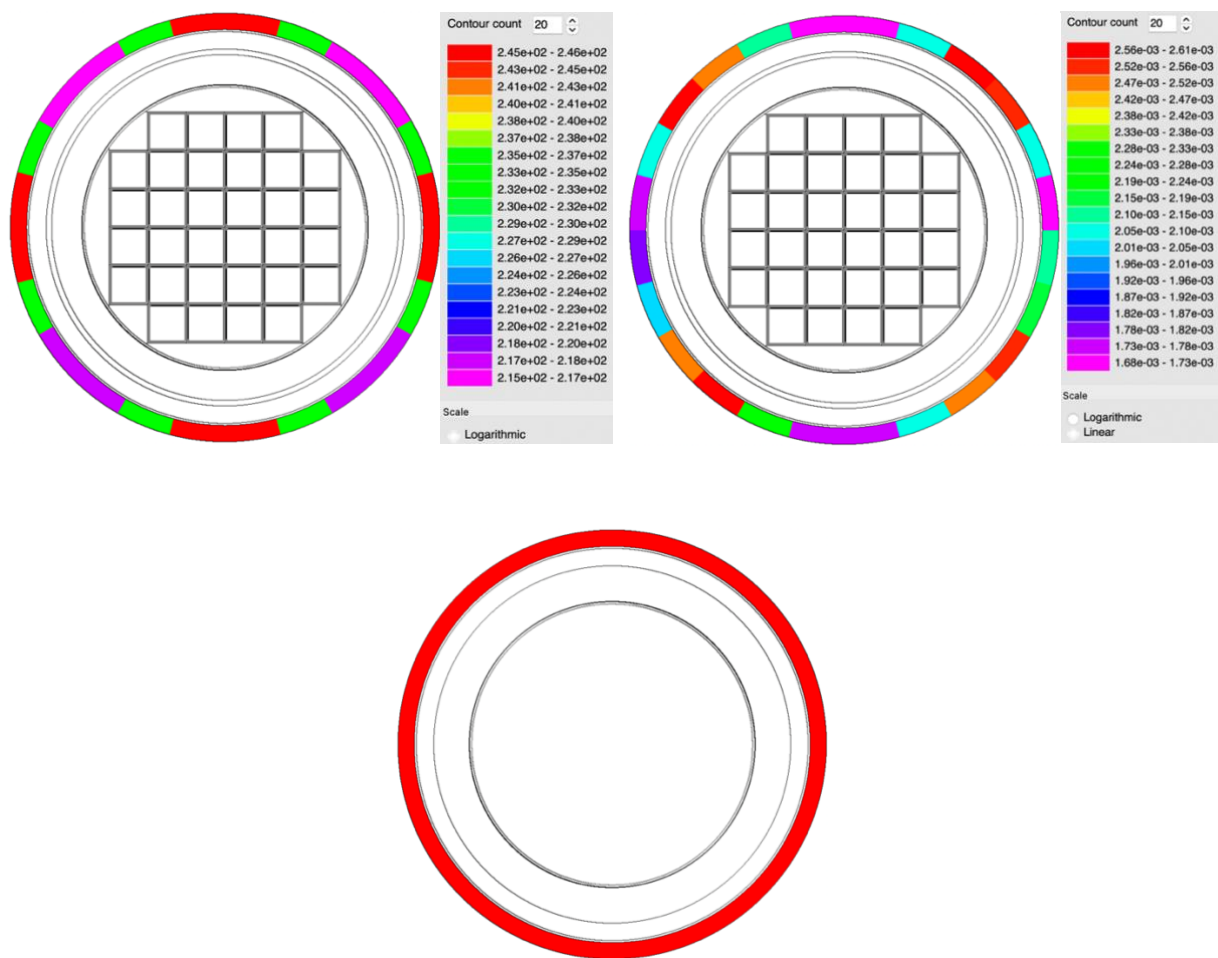 Contour count 20
2.45e+02 - 2.46e+02
2.43e+02 - 2.45e+02
2.41e+02 - 2.43e+02
2.40e+02 - 2.41e+02
2.38e+02 - 2.40e+02
2.37e+02 - 2.38e+02
2.35e+02 - 2.37e+02
2.33e+02 - 2.35e+02
2.32e+02 - 2.33e+02
2.30e+02 - 2.32e+02
2.29e+02 - 2.30e+02
2.27e+02 - 2.29e+02
2.26e+02 - 2.27e+02
2.24e+02 - 2.26e+02
2.23e+02 - 2.24e+02
2.21e+02 - 2.23e+02
2.20e+02 - 2.21e+02
2.18e+02 - 2.20e+02
2.17e+02 - 2.18e+02
2.15e+02 - 2.17e+02
Scale
Logarithmic
Contour count 20
2.56e-03 - 2.61e-03
2.52e-03 - 2.56e-03
2.47e-03 - 2.52e-03
2.42e-03 - 2.47e-03
2.38e-03 - 2.42e-03
2.33e-03 - 2.38e-03
2.28e-03 - 2.33e-03
2.24e-03 - 2.28e-03
2.19e-03 - 2.24e-03
2.15e-03 - 2.19e-03
2.10e-03 - 2.15e-03
2.05e-03 - 2.10e-03
2.01e-03 - 2.05e-03
1.96e-03 - 2.01e-03
1.92e-03 - 1.96e-03
1.87e-03 - 1.92e-03
1.82e-03 - 1.87e-03
1.78e-03 - 1.82e-03
1.73e-03 - 1.78e-03
1.68e-03 - 1.73e-03
Scale
Logarithmic
Linear